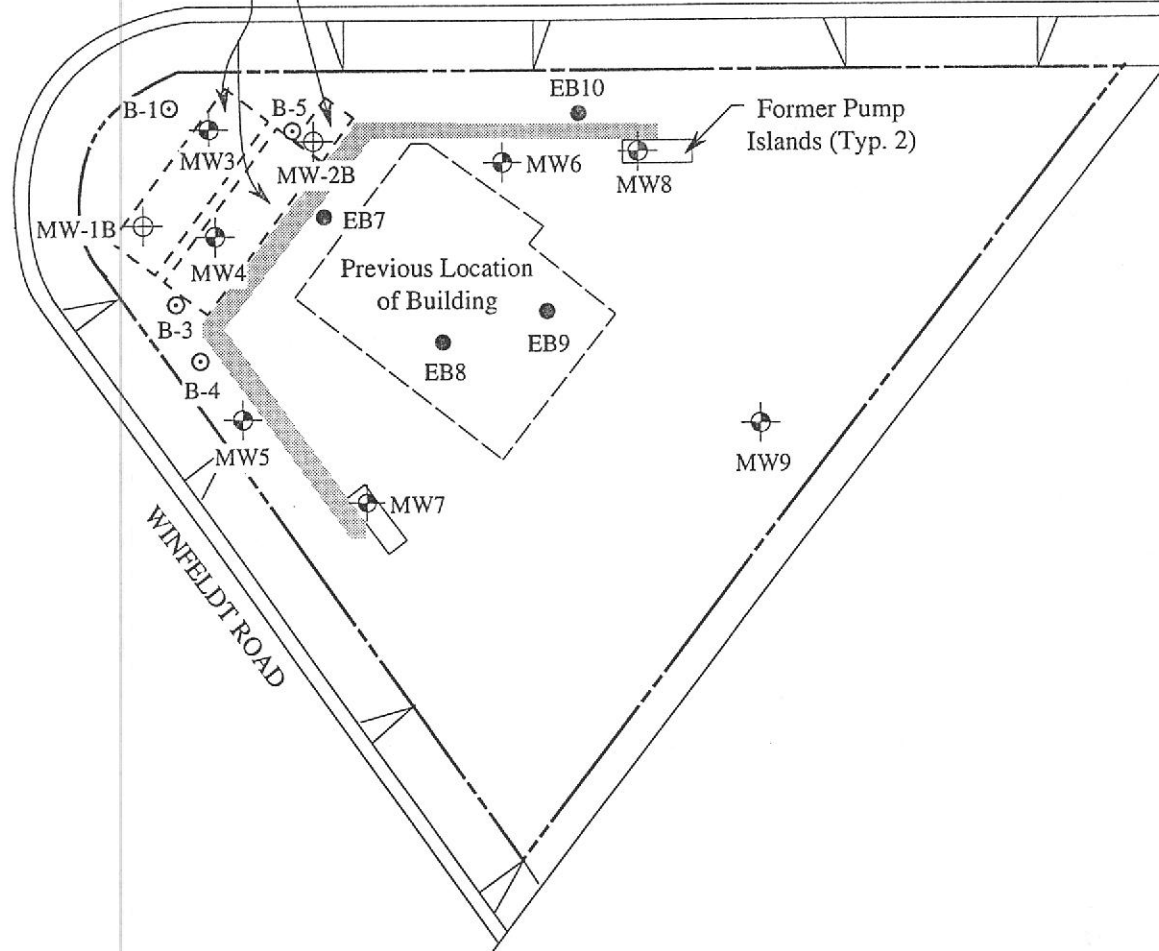 EB10
B-1
B-5
Former Pump
Islands (Typ. 2)
MW3
MW6
MW8
MW-2B
EB7
MW-1B
MW4
Previous Location
of Building
B-3
EB9
EB8
B-4
MW5
MW9
MW7
WINFELDT ROAD